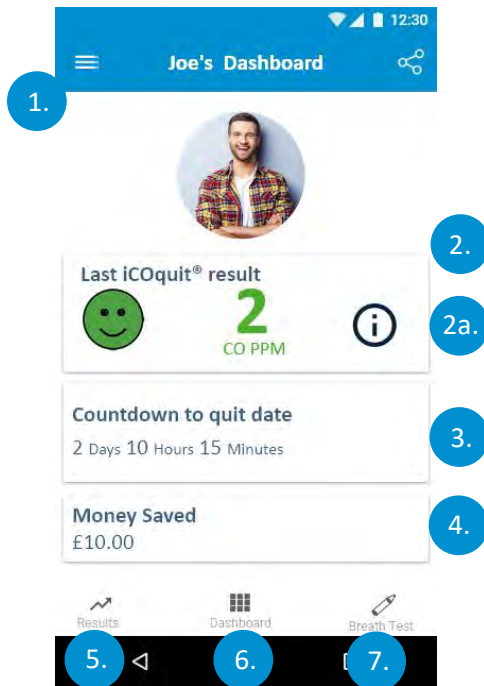 12:30
Joe's Dashboard
1.
2.
Last iCOquit® result
2
CO PPM
i
2a.
Countdown to quit date
2 Days 10 Hours 15 Minutes
3.
Money Saved
£10.00
4.
Results Dashboard Breath Test
5. 6. 7.